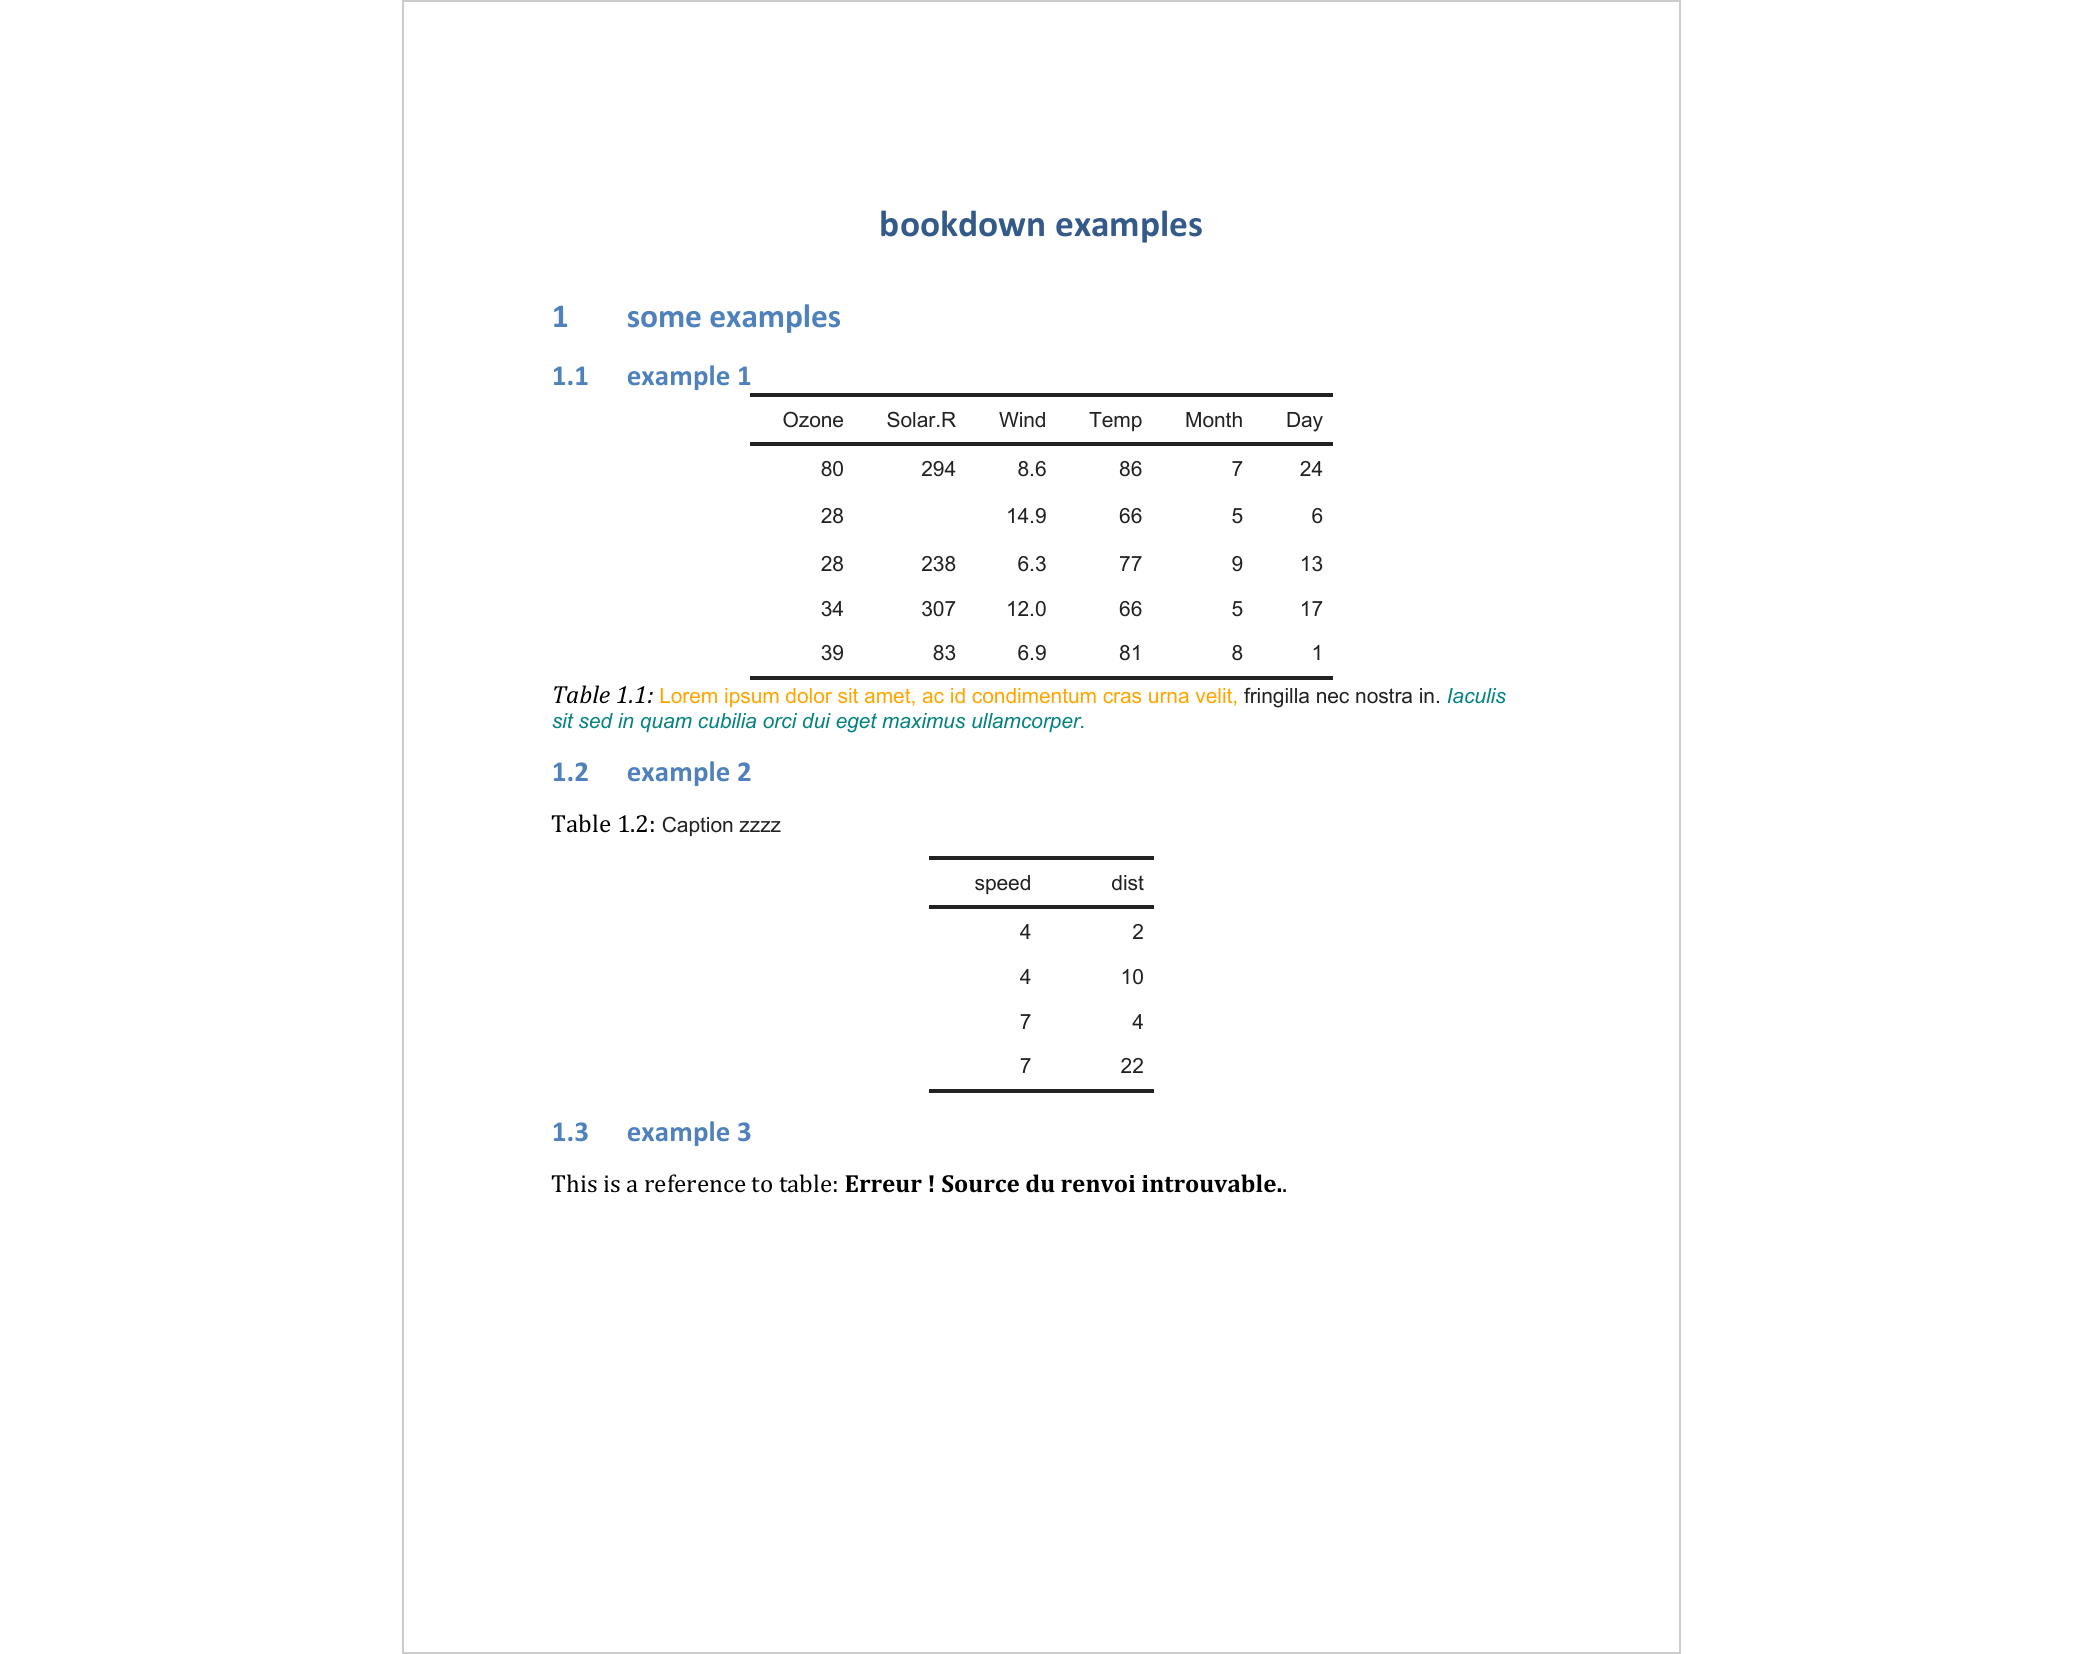 bookdown examples
1 some examples
1.1 example 1
Ozone Solar.R Wind Temp Month Day
80 294 8.6 86 7 24
28 14.9 66 5 6
28 238 6.3 77 9 13
34 307 12.0 66 5 17
39 83 6.9 81 8 1
Table 1.1: Lorem ipsum dolor sit amet, ac id condimentum cras urna velit, fringilla nec nostra in. Iaculis
sit sed in quam cubilia orci dui eget maximus ullamcorper.
1.2 example 2
Table 1.2: Caption zzzz
speed dist
4 2
4 10
7 4
7 22
1.3 example 3
This is a reference to table: Erreur ! Source du renvoi introuvable..